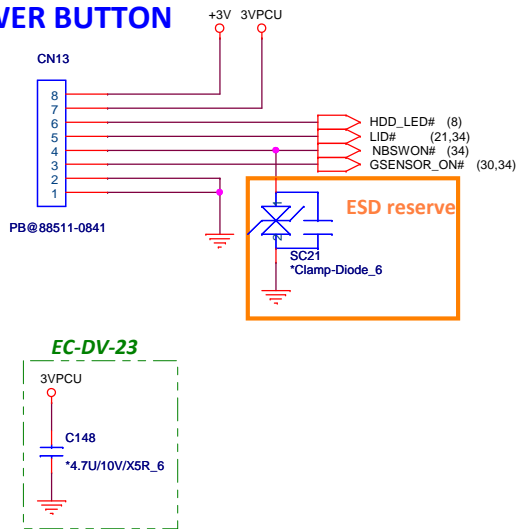 WER BUTTON
+3V 3VPCU
CN13
8
7
6 HDD_LED# (8)
5 LID# (21,34)
4 NBSWON# (34)
3 GSENSOR_ON# (30,34)
2
1
PB@88511-0841
ESD reserve
1
2
SC21
*Clamp-Diode_6
EC-DV-23
3VPCU
C148
*4.7U/10V/X5R_6